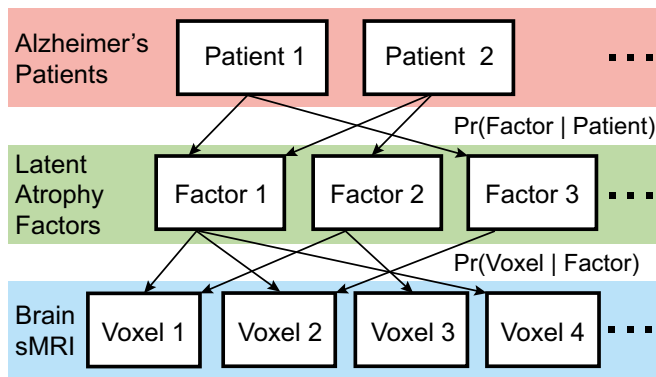 Alzheimer's
Patients
Patient 1
Patient 2
Pr(Factor | Patient)
Latent
Atrophy
Factors
Factor 1
Factor 2
Factor 3
Pr(Voxel | Factor)
Brain
sMRI
Voxel 1
Voxel 2
Voxel 3
Voxel 4